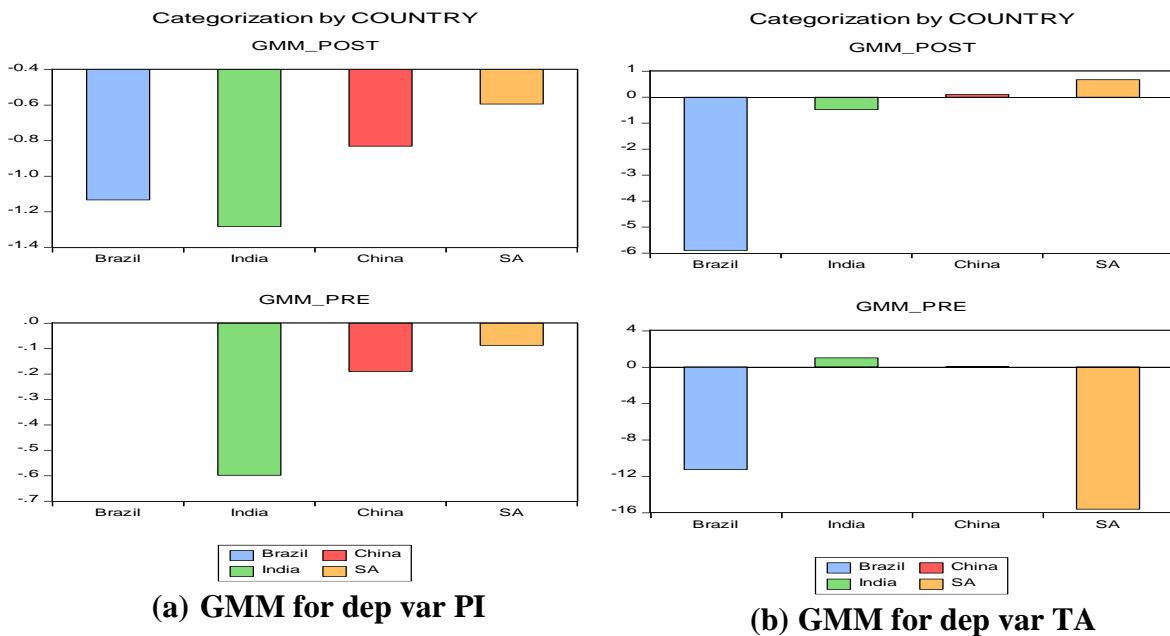 Categorization by COUNTRY
GMM_POST
-0.4
-0.6
-0.8
-1.0
-1.2
-1.4
Brazil India China SA
GMM_PRE
.0
-.1
-.2
-.3
-.4
-.5
-.6
-.7
Brazil India China SA
Brazil China
India SA
(a) GMM for dep var PI
Categorization by COUNTRY
GMM_POST
1
0
-1
-2
-3
-4
-5
-6
Brazil India China SA
GMM_PRE
4
0
-4
-8
-12
-16
Brazil India China SA
Brazil China
India SA
(b) GMM for dep var TA